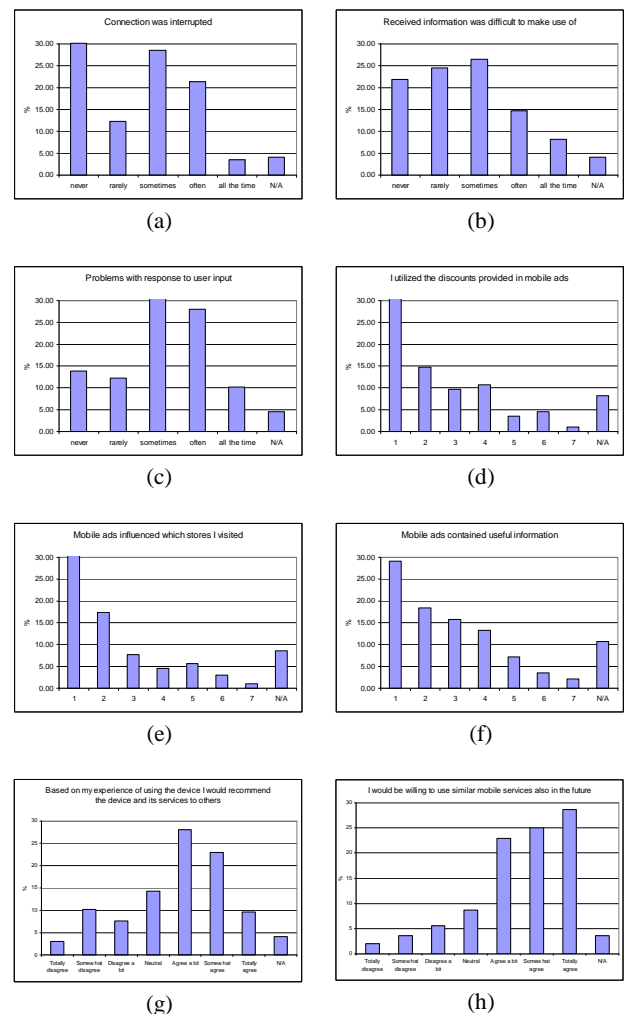 Connection was interrupted
30.00
25.00
20.00
15.00
10.00
5.00
0.00
%
never rarely sometimes often all the time N/A
(a)
Received information was difficult to make use of
30.00
25.00
20.00
15.00
10.00
5.00
0.00
%
never rarely sometimes often all the time N/A
(b)
Problems with response to user input
30.00
25.00
20.00
15.00
10.00
5.00
0.00
%
never rarely sometimes often all the time N/A
(c)
I utilized the discounts provided in mobile ads
30.00
25.00
20.00
15.00
10.00
5.00
0.00
%
1 2 3 4 5 6 7 N/A
(d)
Mobile ads influenced which stores I visited
30.00
25.00
20.00
15.00
10.00
5.00
0.00
%
1 2 3 4 5 6 7 N/A
(e)
Mobile ads contained useful information
30.00
25.00
20.00
15.00
10.00
5.00
0.00
%
1 2 3 4 5 6 7 N/A
(f)
Based on my experience of using the device I would recommend
the device and its services to others
30
25
20
15
10
5
0
%
Totally Somewhat Disagree a Neutral Agree a bit Somewhat Totally N/A
disagree disagree bit agree agree
(g)
I would be willing to use similar mobile services also in the future
30
25
20
15
10
5
0
%
Totally Somewhat Disagree a Neutral Agree a bit Somewhat Totally N/A
disagree disagree bit agree agree
(h)